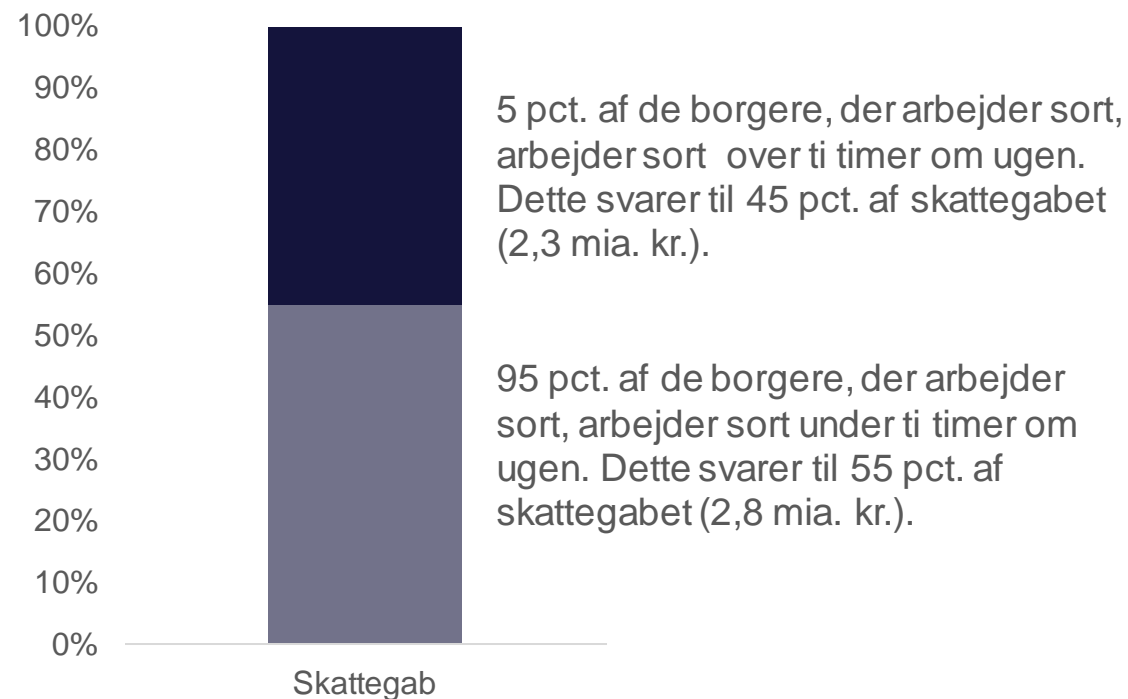 100%
90%
80%
70%
60%
50%
40%
30%
20%
10%
0%
Skattegab
5 pct. af de borgere, der arbejder sort,
arbejder sort over ti timer om ugen.
Dette svarer til 45 pct. af skattegabet
(2,3 mia. kr.).
95 pct. af de borgere, der arbejder
sort, arbejder sort under ti timer om
ugen. Dette svarer til 55 pct. af
skattegabet (2,8 mia. kr.).